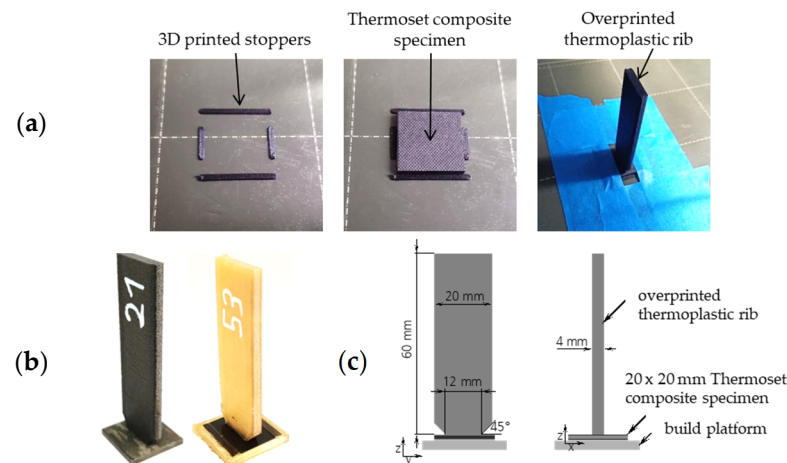 (a)
3D printed stoppers
Thermoset composite
specimen
Overprinted
thermoplastic rib
(b)
21
53
(c)
60 mm
20 mm
12 mm
45°
z
y
4 mm
overprinted
thermoplastic rib
20 x 20 mm Thermoset
composite specimen
build platform
z
x